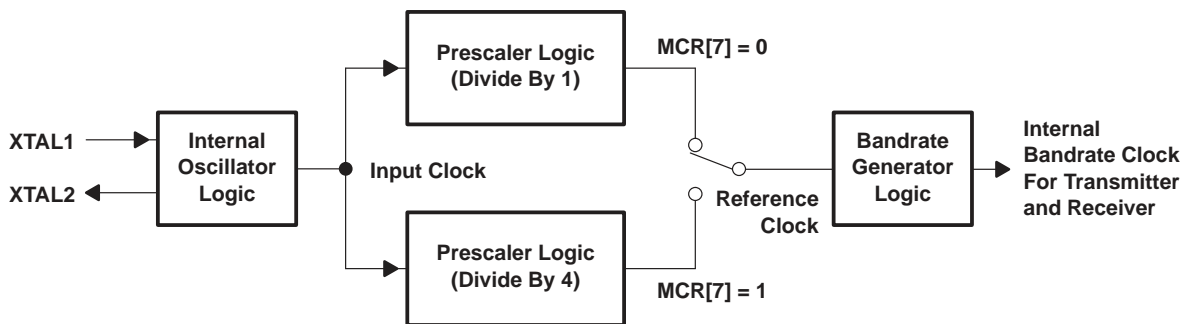 Prescaler Logic
(Divide By 1)
MCR[7] = 0
XTAL1
XTAL2
Internal
Oscillator
Logic
Input Clock
Reference
Clock
Bandrate
Generator
Logic
Internal
Bandrate Clock
For Transmitter
and Receiver
Prescaler Logic
(Divide By 4)
MCR[7] = 1